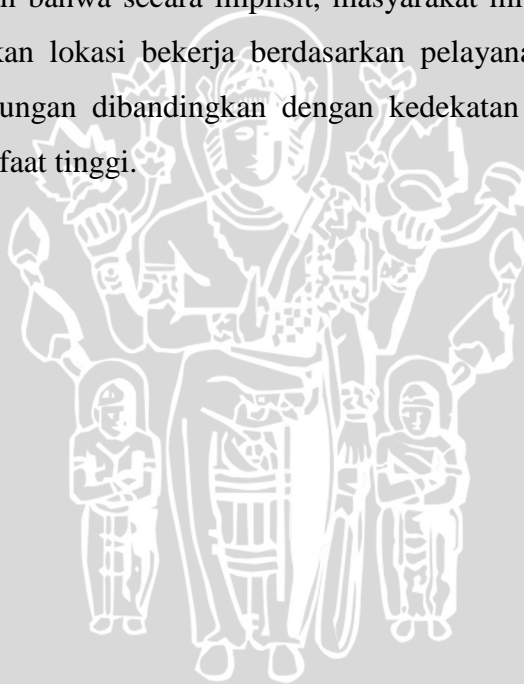 n bahwa secara implisit, masyarakat mi
kan lokasi bekerja berdasarkan pelayana
ungan dibandingkan dengan kedekatan
faat tinggi.